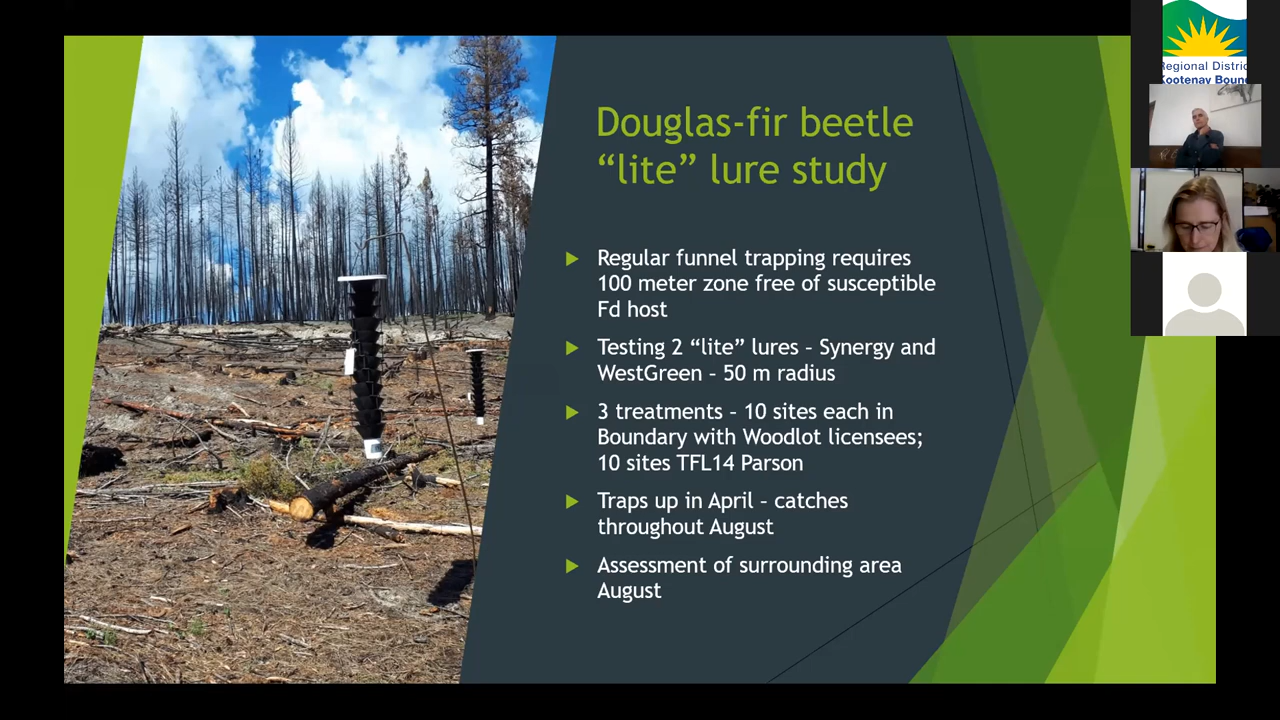 Douglas-fir beetle
“lite” lure study
Regular funnel trapping requires
100 meter zone free of susceptible
Fd host
Testing 2 “lite” lures – Synergy and
WestGreen – 50 m radius
3 treatments – 10 sites each in
Boundary with Woodlot licensees;
10 sites TFL14 Parson
Traps up in April – catches
throughout August
Assessment of surrounding area
August
Regional Distric
Kootenay Bound